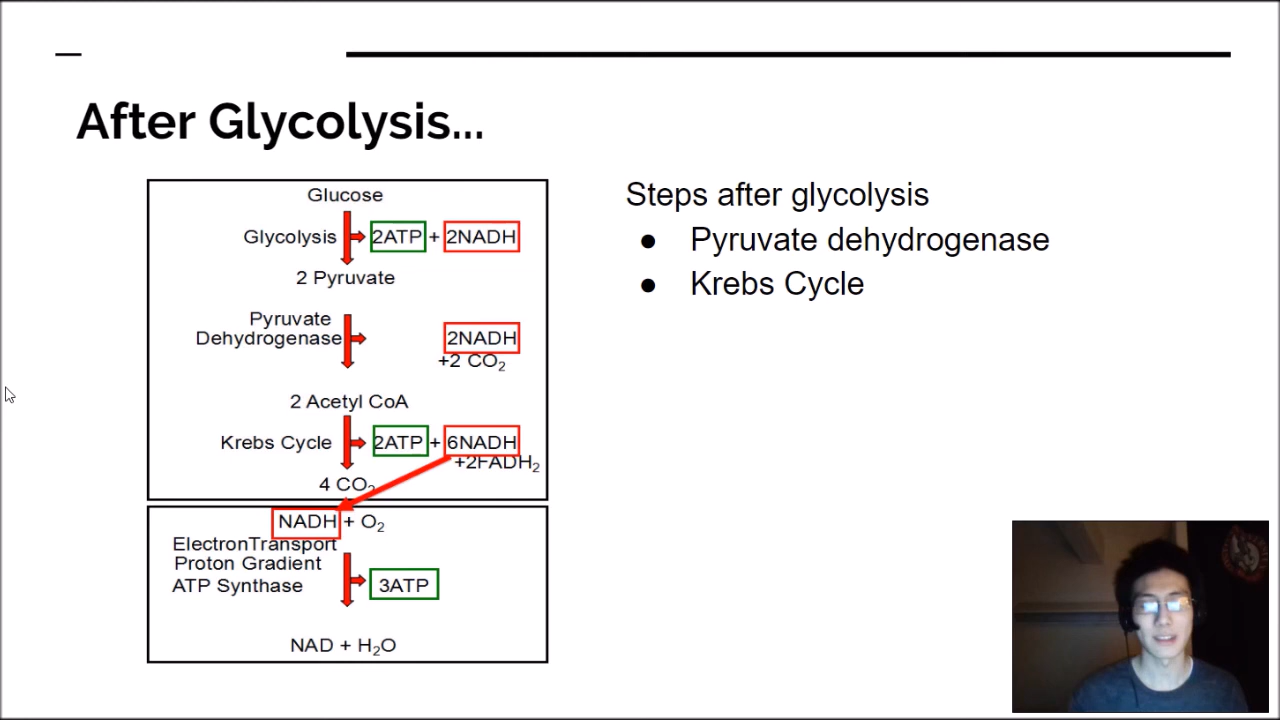 After Glycolysis...
Glucose
Glycolysis 2ATP + 2NADH
2 Pyruvate
Pyruvate
Dehydrogenase 2NADH
+2 CO₂
2 Acetyl CoA
Krebs Cycle 2ATP + 6NADH
+2FADH₂
4 CO₂
NADH + O₂
ElectronTransport
Proton Gradient
ATP Synthase 3ATP
NAD + H₂O
Steps after glycolysis
● Pyruvate dehydrogenase
● Krebs Cycle